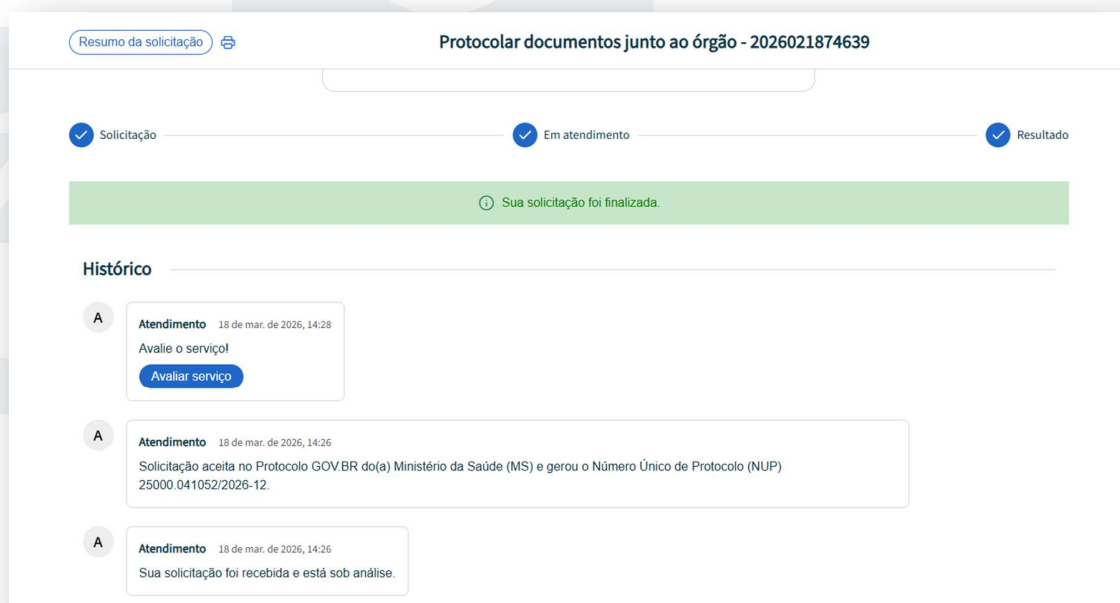 Resumo da solicitação
Protocolar documentos junto ao órgão - 2026021874639
Solicitação
Em atendimento
Resultado
Sua solicitação foi finalizada.
Histórico
A
Atendimento 18 de mar. de 2026, 14:28
Avalie o serviço!
Avaliar serviço
A
Atendimento 18 de mar. de 2026, 14:26
Solicitação aceita no Protocolo GOV.BR do(a) Ministério da Saúde (MS) e gerou o Número Único de Protocolo (NUP)
25000.041052/2026-12.
A
Atendimento 18 de mar. de 2026, 14:26
Sua solicitação foi recebida e está sob análise.